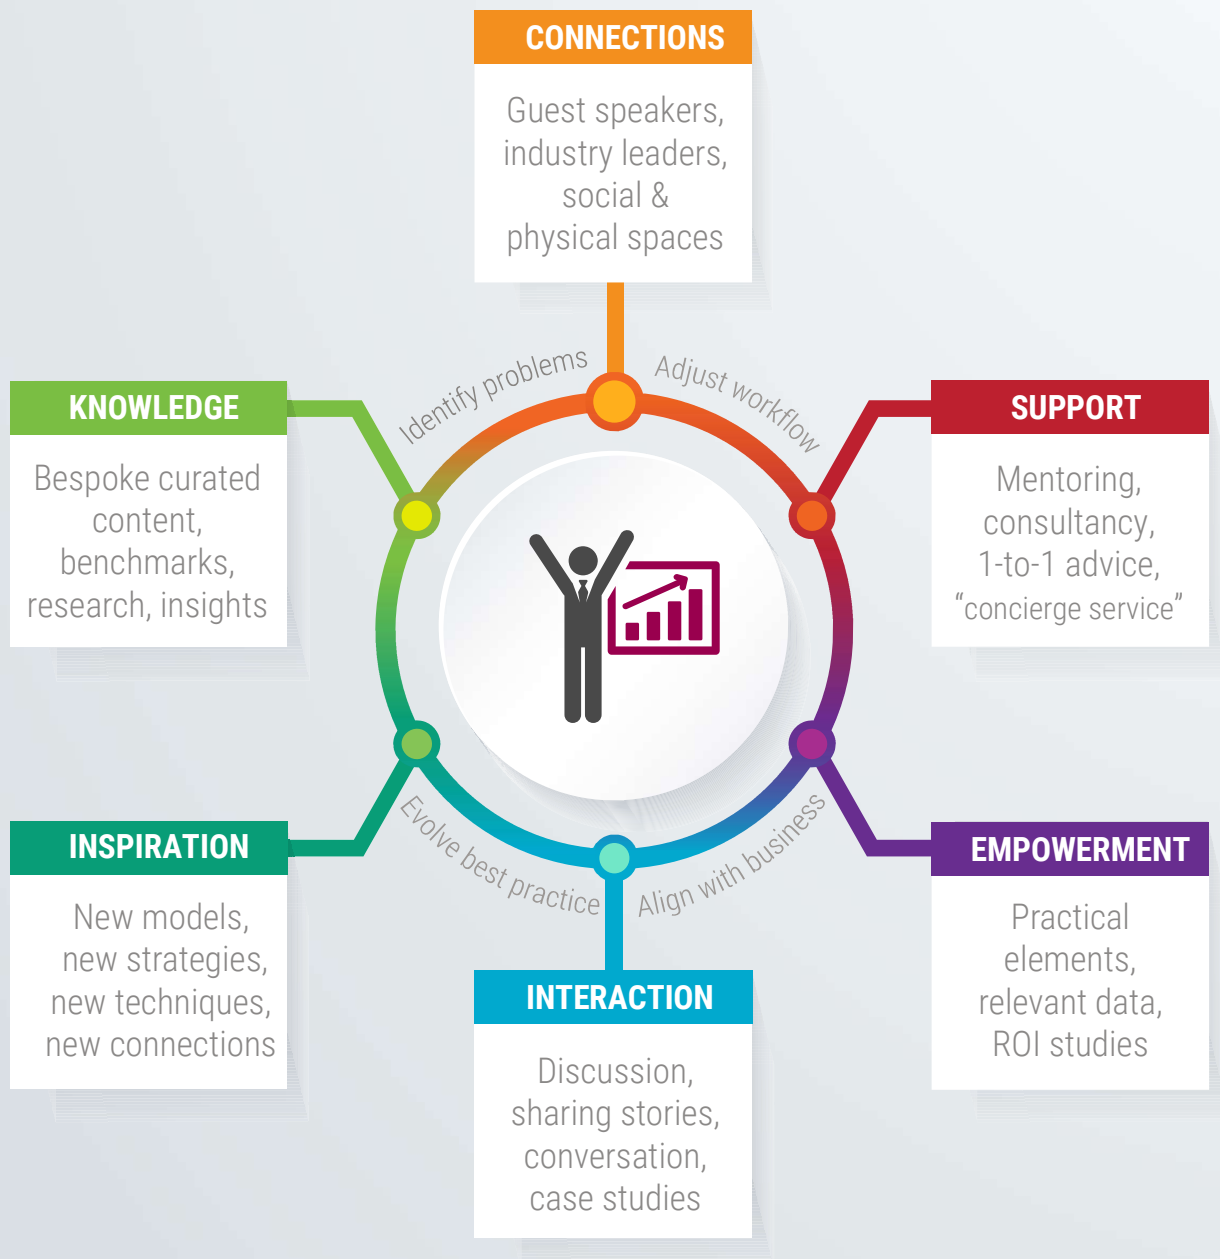 CONNECTIONS
Guest speakers,
industry leaders,
social &
physical spaces
Identify problems
Adjust workflow
KNOWLEDGE
Bespoke curated
content,
benchmarks,
research, insights
SUPPORT
Mentoring,
consultancy,
1-to-1 advice,
“concierge service”
INSPIRATION
New models,
new strategies,
new techniques,
new connections
Evolve best practice
Align with business
EMPOWERMENT
Practical
elements,
relevant data,
ROI studies
INTERACTION
Discussion,
sharing stories,
conversation,
case studies